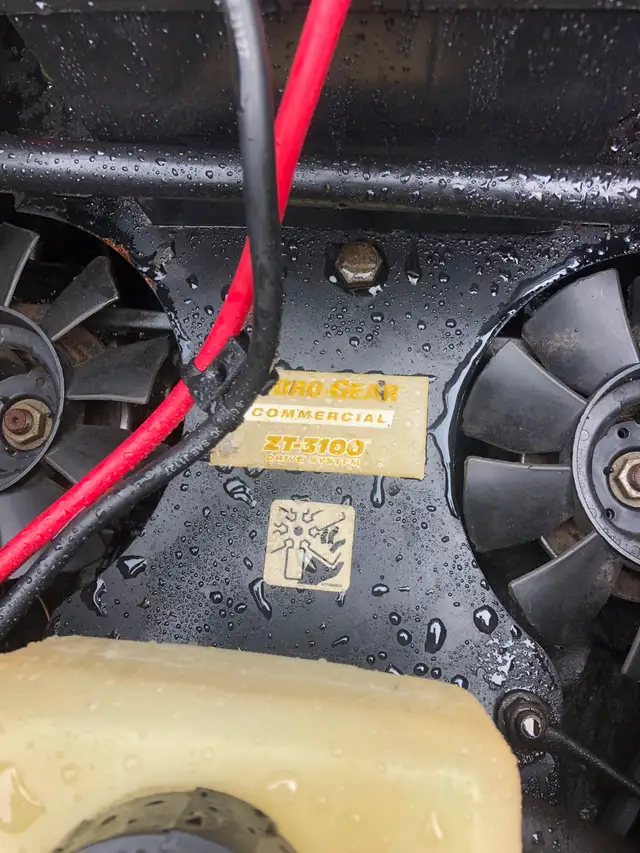 DRO-GEAR
COMMERCIAL
ZT-3100
DRIVE SYSTEM